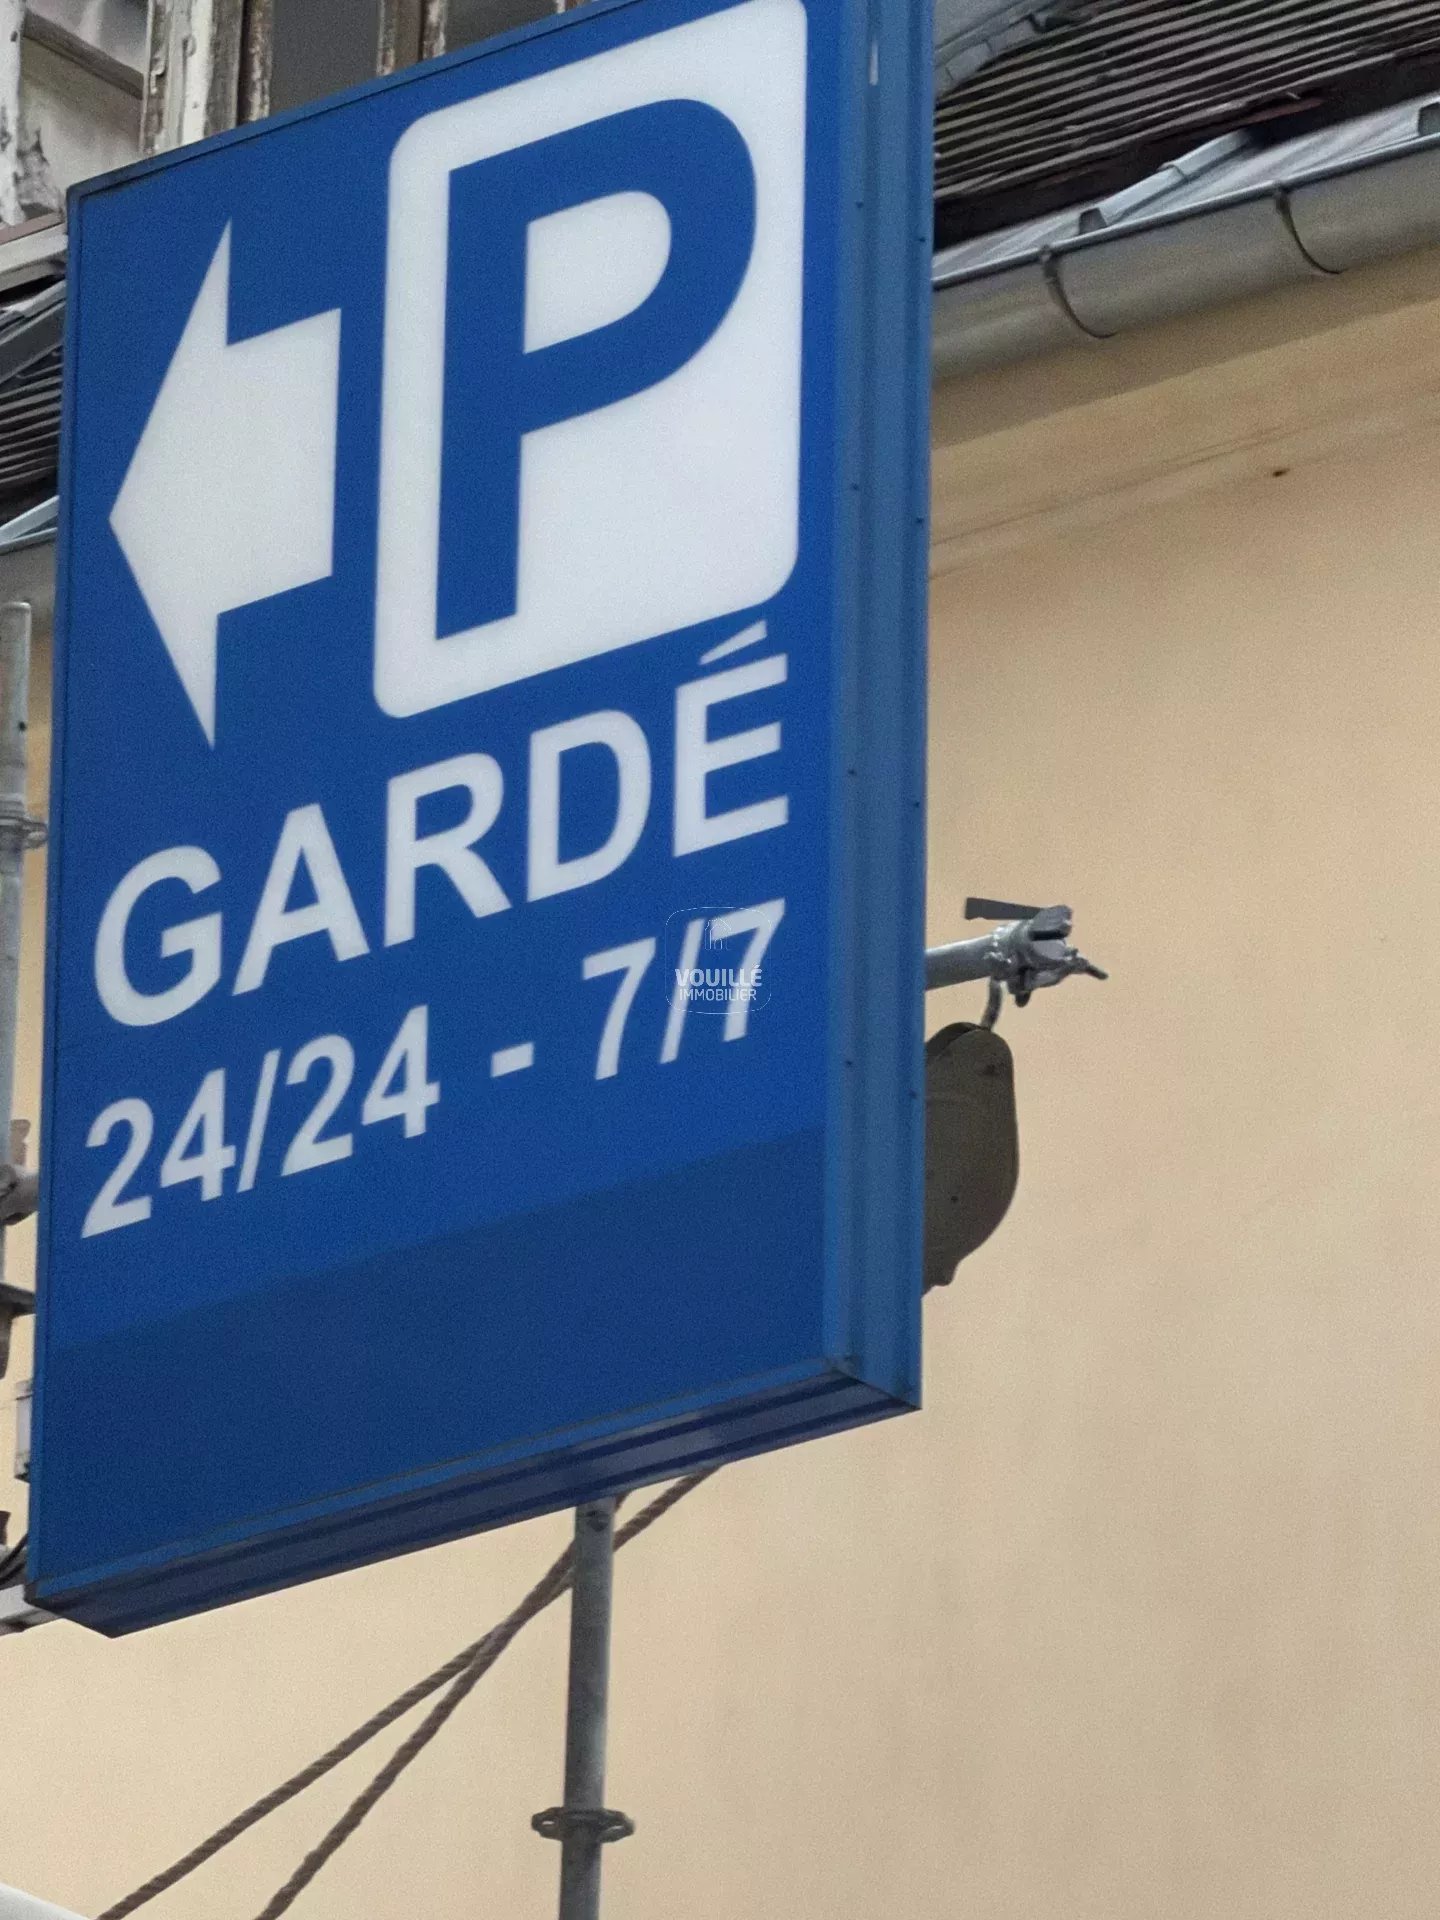 P
GARDÉ
24/24 - 7/7
VOUILLÉ
IMMOBILIER